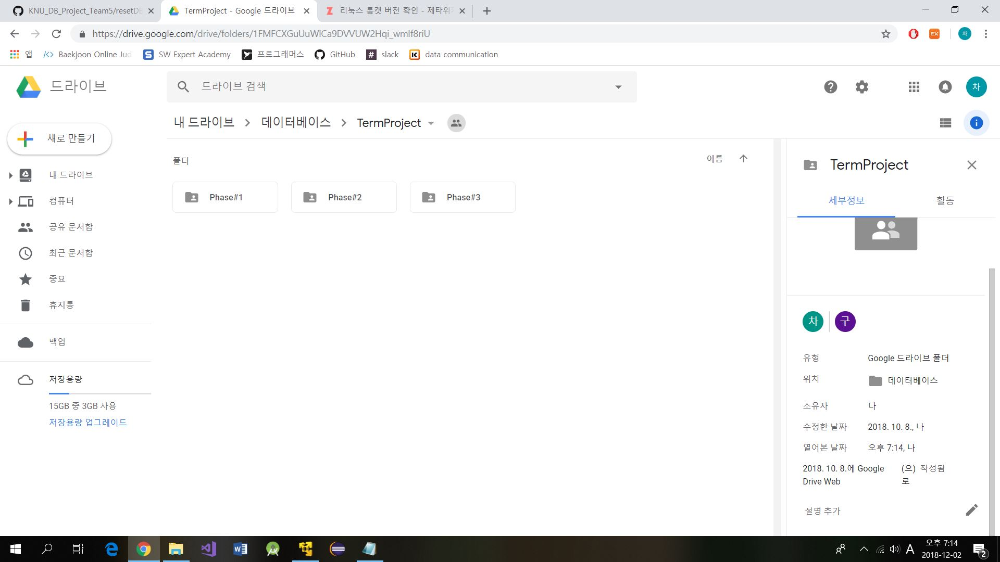 KNU_DB_Project_Team5/resetDB
TermProject - Google 드라이브
리눅스 톰캣 버전 확인 - 제타위키
https://drive.google.com/drive/folders/
EX
차
앱
Baekjoon Online Jud
SW Expert Academy
프로그래머스
GitHub
slack
data communication
드라이브
드라이브 검색
차
내 드라이브
데이터베이스
TermProject
새로 만들기
내 드라이브
컴퓨터
공유 문서함
최근 문서함
중요
휴지통
백업
저장용량
15GB 중 3GB 사용
저장용량 업그레이드
폴더
이름
Phase#1
Phase#2
Phase#3
TermProject
세부정보
활동
차
구
유형 Google 드라이브 폴더
위치 데이터베이스
소유자 나
수정한 날짜 2018. 10. 8., 나
열어본 날짜 오후 7:14, 나
2018. 10. 8.에 Google (으) 작성됨
Drive Web 로
설명 추가
A
오후 7:14
2018-12-02
2